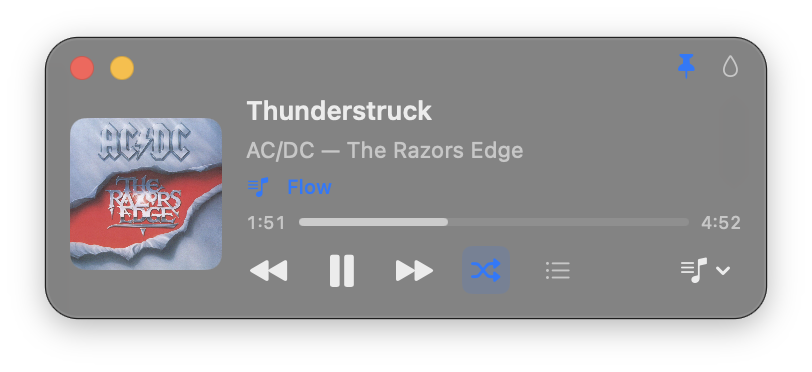 Thunderstruck
AC/DC — The Razors Edge
Flow
1:51 4:52
AC/DC
THE
RAZORS
EDGE